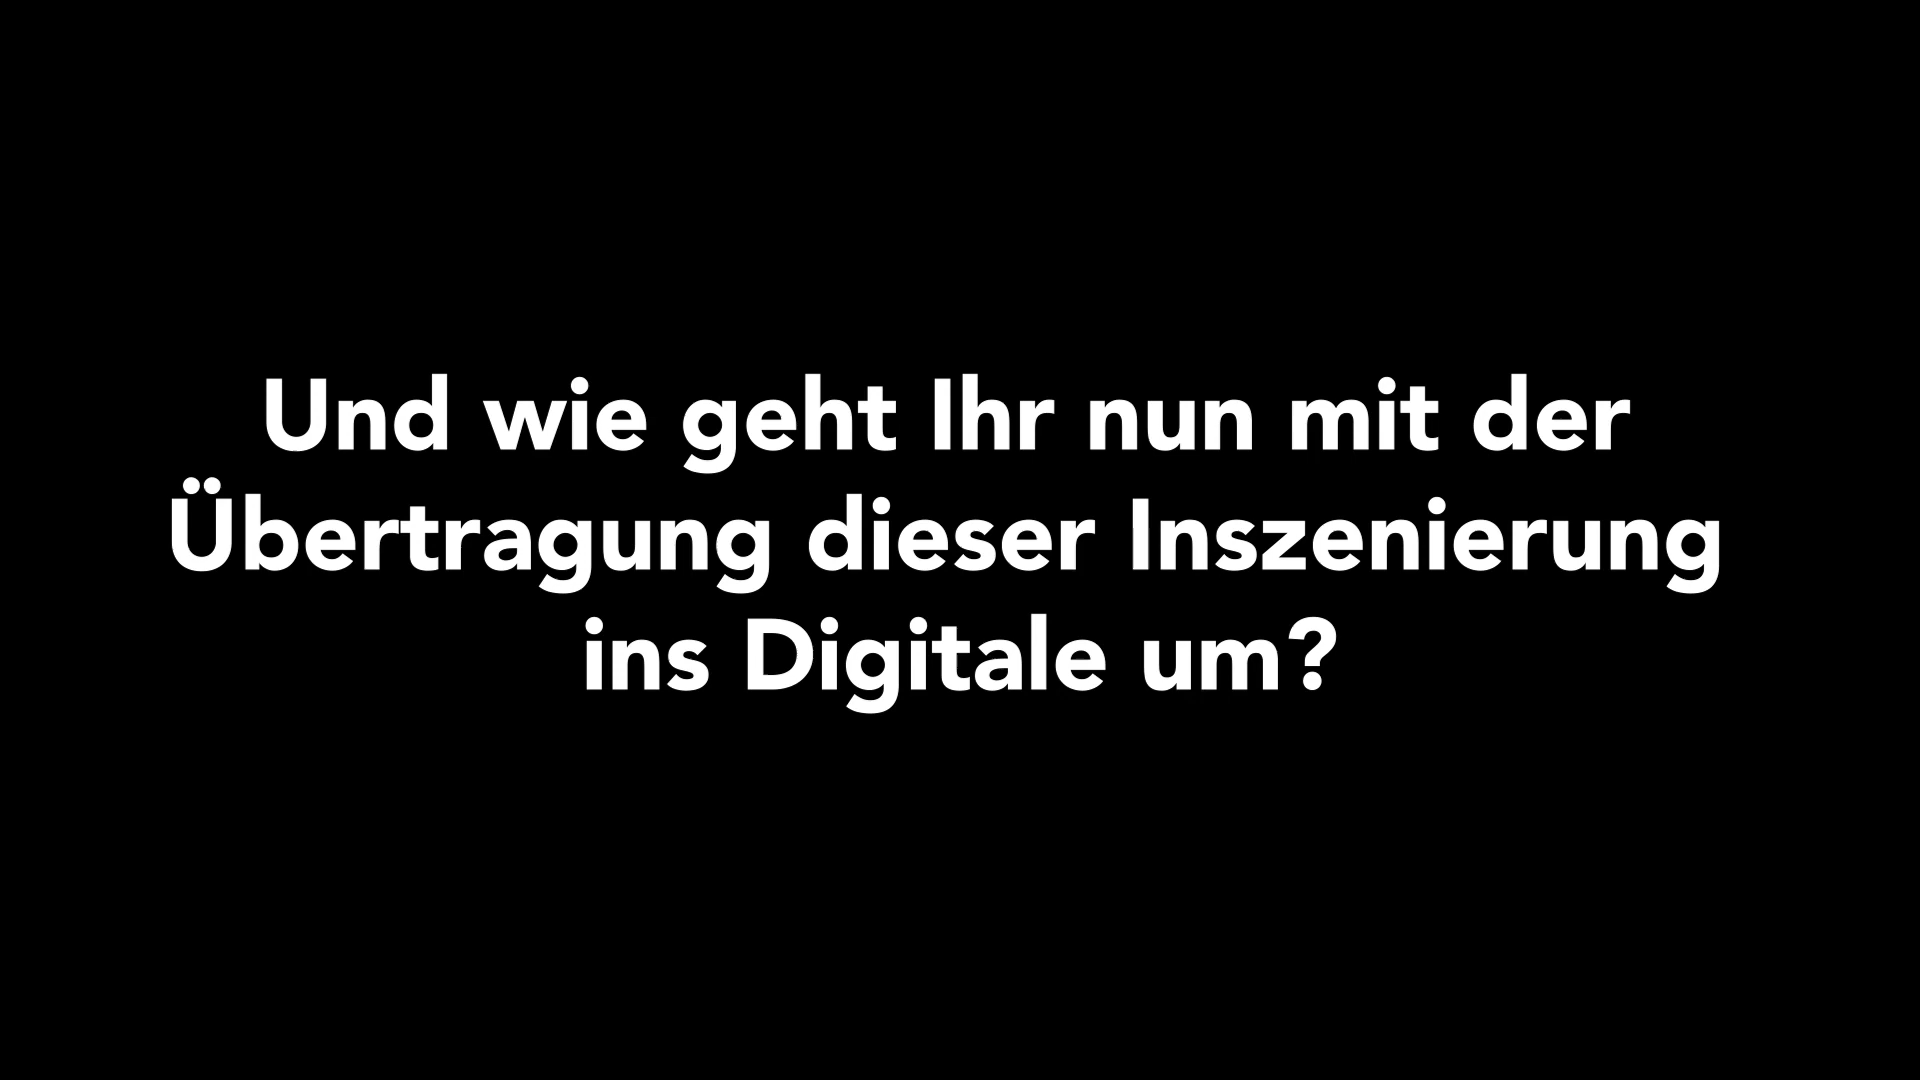 Und wie geht Ihr nun mit der
Übertragung dieser Inszenierung
ins Digitale um?